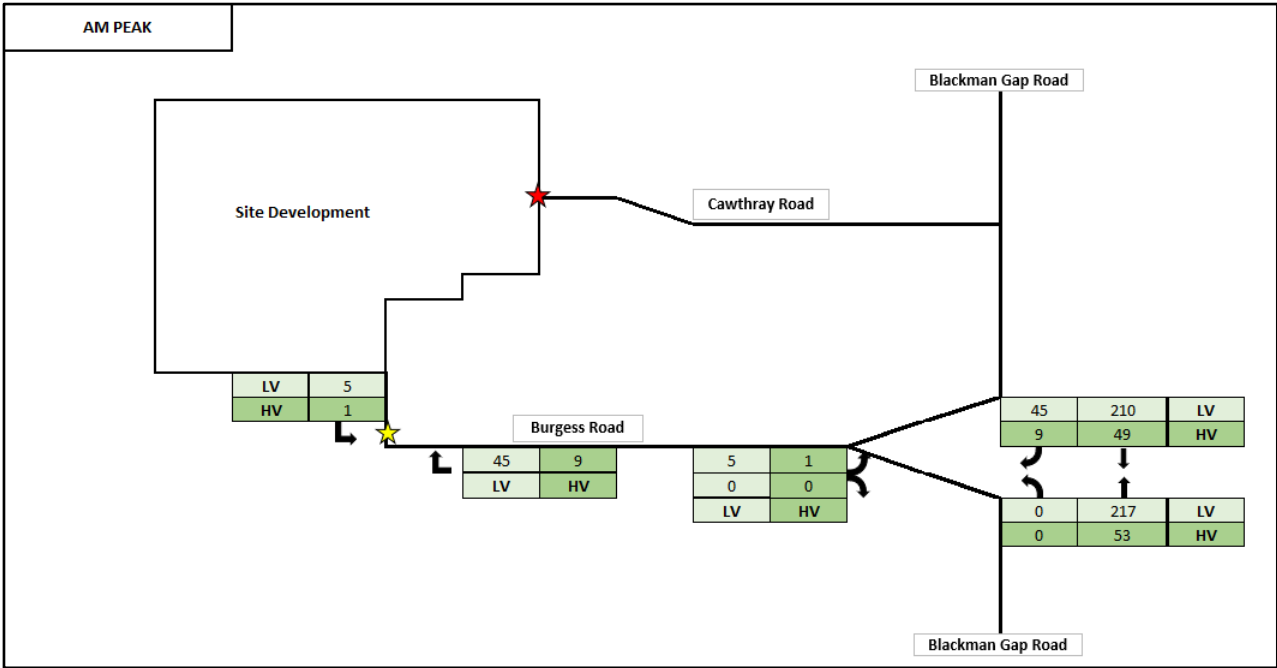 AM PEAK
Blackman Gap Road
Cawthray Road
Site Development
LV 5
HV 1
Burgess Road
45 9
LV HV
5 1
0 0
LV HV
45 210 LV
9 49 HV
0 217 LV
0 53 HV
Blackman Gap Road